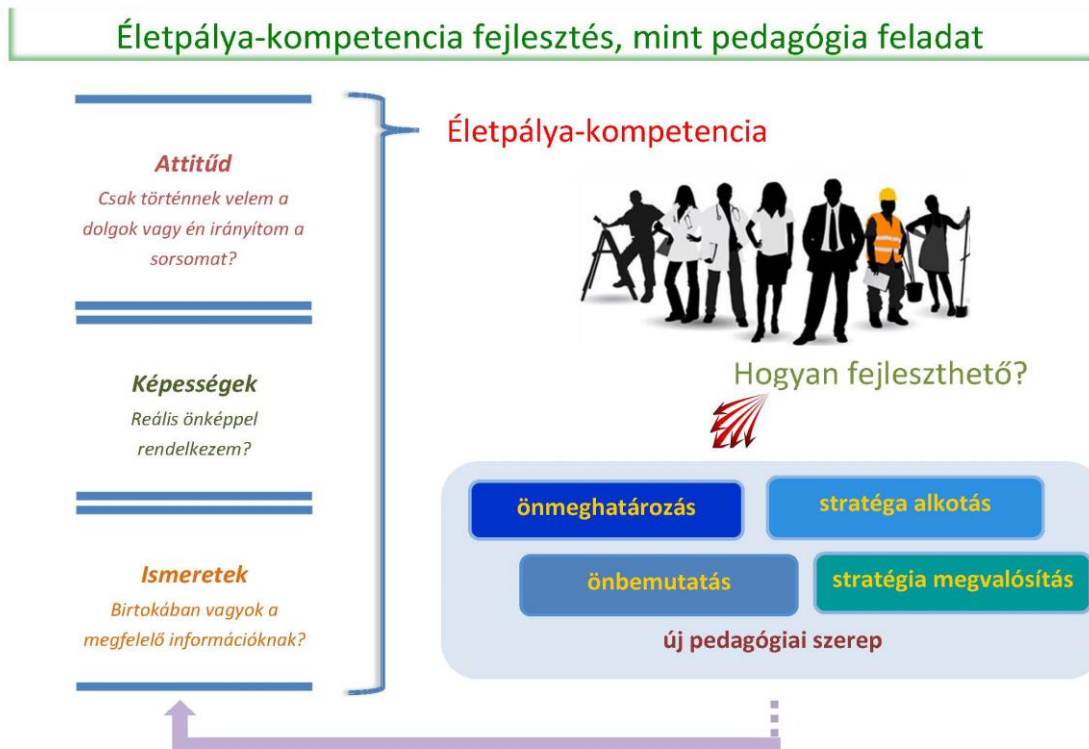 Életpálya-kompetencia fejlesztés, mint pedagógia feladat
Attitűd
Csak történnek velem a
dolgok vagy én irányítom a
sorsomat?
Képességek
Reális önképpel
rendelkezem?
Ismeretek
Birtokában vagyok a
megfelelő információknak?
Életpálya-kompetencia
Hogyan fejleszthető?
önmeghatározás
stratéga alkotás
önbemutatás
stratégia megvalósítás
új pedagógiai szerep